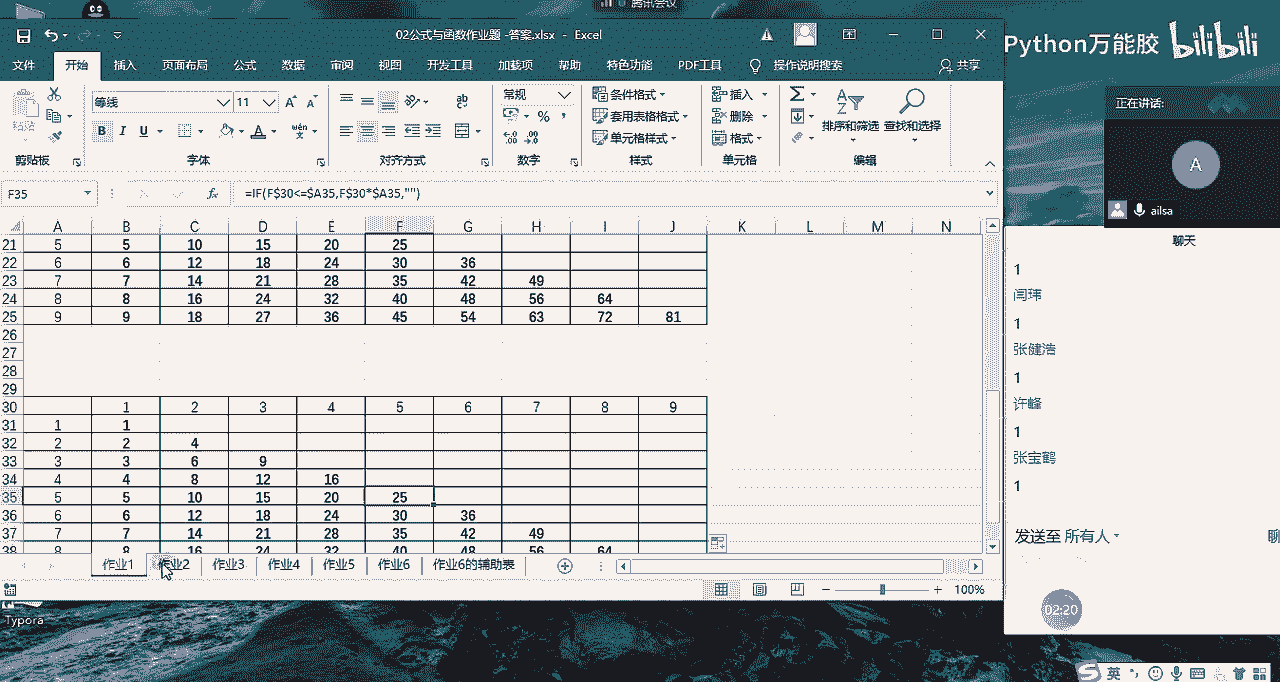 腾讯会议
02公式与函数作业题 -答案.xlsx - Excel
Python万能胶 bilibili
文件 开始 插入 页面布局 公式 数据 审阅 视图 开发工具 加载项 帮助 特色功能 PDF工具 操作说明搜索 共享
粘贴 等线 11 常规 条件格式 插入 Σ
B I U wén 文 % , 套用表格格式 删除 排序和筛选 查找和选择
单元格样式 格式
剪贴板 字体 对齐方式 数字 样式 单元格 编辑
F35 fx =IF(F$30<=$A35,F$30*$A35,"")
A B C D E F G H I J K L M N
21 5 5 10 15 20 25
22 6 6 12 18 24 30 36
23 7 7 14 21 28 35 42 49
24 8 8 16 24 32 40 48 56 64
25 9 9 18 27 36 45 54 63 72 81
26
27
28
29
30 1 2 3 4 5 6 7 8 9
31 1 1
32 2 2 4
33 3 3 6 9
34 4 4 8 12 16
35 5 5 10 15 20 25
36 6 6 12 18 24 30 36
37 7 7 14 21 28 35 42 49
38 8 8 16 24 32 40 48 56 64
作业1 作业2 作业3 作业4 作业5 作业6 作业6的辅助表
100%
Typora
正在讲话:
A
ailsa
聊天
1
闫玮
1
张健浩
1
许峰
1
张宝鹤
1
发送至 所有人
聊
02:20
英